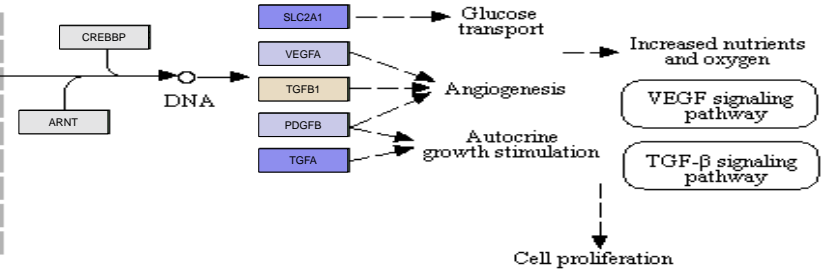 CREBBP
ARNT
DNA
SLC2A1
VEGFA
TGFB1
PDGFB
TGFA
Glucose
transport
Angiogenesis
Autocrine
growth stimulation
Increased nutrients
and oxygen
VEGF signaling
pathway
TGF-β signaling
pathway
Cell proliferation